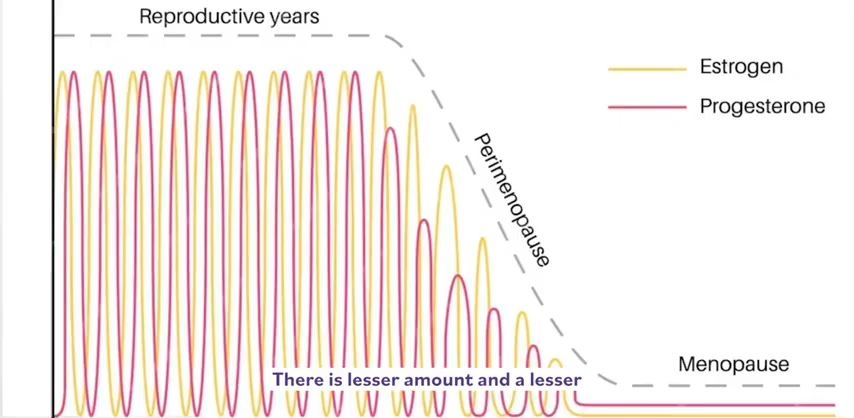 Reproductive years
Estrogen
Progesterone
Perimenopause
Menopause
There is lesser amount and a lesser